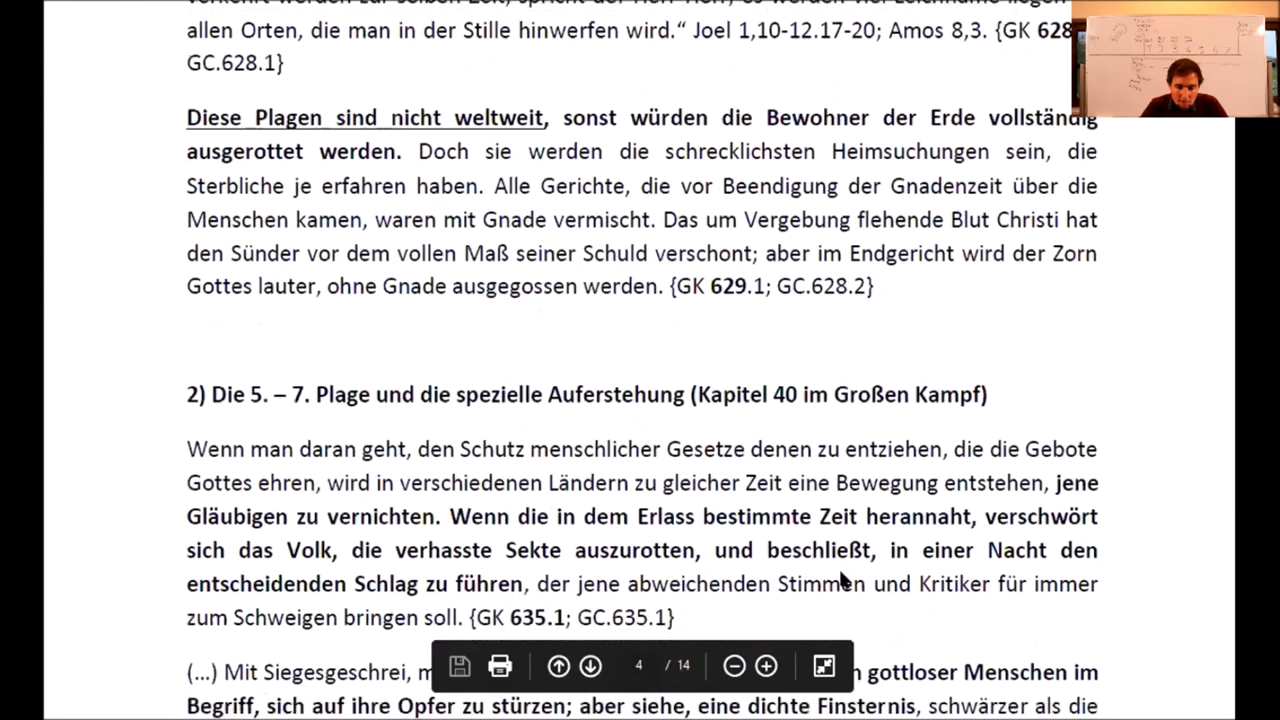 allen Orten, die man in der Stille hinwerfen wird.“ Joel 1,10-12.17-20; Amos 8,3. {GK 628
GC.628.1}
Diese Plagen sind nicht weltweit, sonst würden die Bewohner der Erde vollständig
ausgerottet werden. Doch sie werden die schrecklichsten Heimsuchungen sein, die
Sterbliche je erfahren haben. Alle Gerichte, die vor Beendigung der Gnadenzeit über die
Menschen kamen, waren mit Gnade vermischt. Das um Vergebung flehende Blut Christi hat
den Sünder vor dem vollen Maß seiner Schuld verschont; aber im Endgericht wird der Zorn
Gottes lauter, ohne Gnade ausgegossen werden. {GK 629.1; GC.628.2}
2) Die 5. – 7. Plage und die spezielle Auferstehung (Kapitel 40 im Großen Kampf)
Wenn man daran geht, den Schutz menschlicher Gesetze denen zu entziehen, die die Gebote
Gottes ehren, wird in verschiedenen Ländern zu gleicher Zeit eine Bewegung entstehen, jene
Gläubigen zu vernichten. Wenn die in dem Erlass bestimmte Zeit herannaht, verschwört
sich das Volk, die verhasste Sekte auszurotten, und beschließt, in einer Nacht den
entscheidenden Schlag zu führen, der jene abweichenden Stimmen und Kritiker für immer
zum Schweigen bringen soll. {GK 635.1; GC.635.1}
(...) Mit Siegesgeschrei, gottloser Menschen im
4 / 14
Begriff, sich auf ihre Opfer zu stürzen; aber siehe, eine dichte Finsternis, schwärzer als die